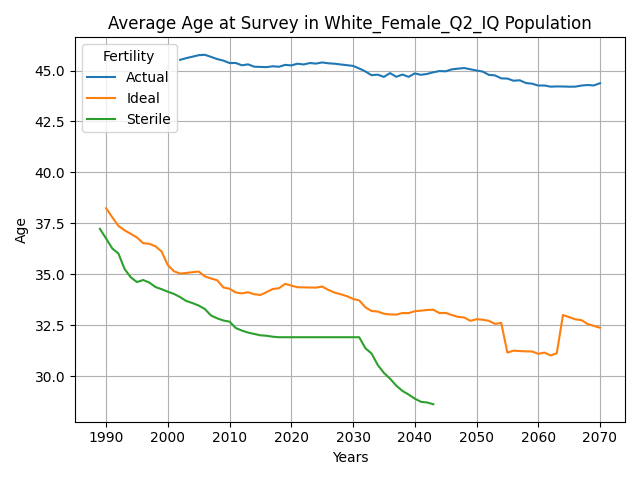 Average Age at Survey in White_Female_Q2_IQ Population
Fertility
Actual
Ideal
Sterile
Age
45.0
42.5
40.0
37.5
35.0
32.5
30.0
1990 2000 2010 2020 2030 2040 2050 2060 2070
Years